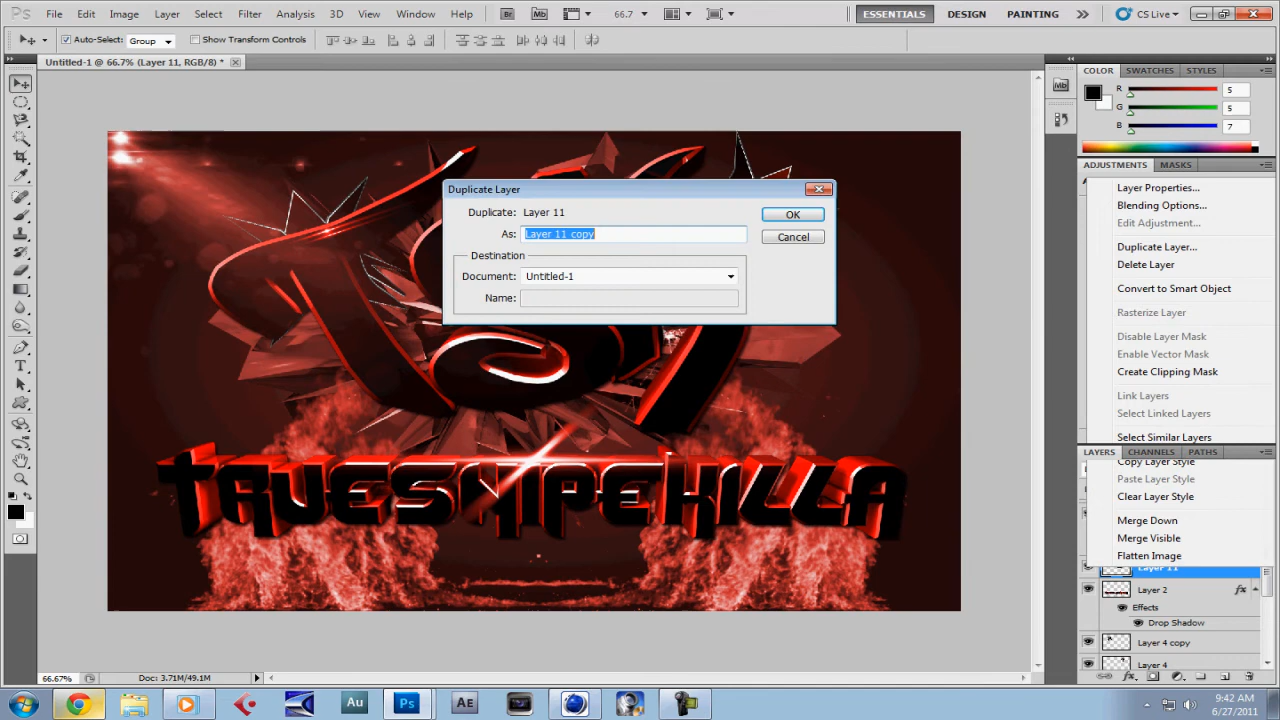 Ps File Edit Image Layer Select Filter Analysis 3D View Window Help Br Mb 66.7 ESSENTIALS DESIGN PAINTING CS Live
Auto-Select: Group Show Transform Controls
Untitled-1 @ 66.7% (Layer 11, RGB/8) *
COLOR SWATCHES STYLES
R 5
G 5
B 7
ADJUSTMENTS MASKS
Duplicate Layer
Duplicate: Layer 11
As: Layer 11 copy
Destination
Document: Untitled-1
Name:
OK
Cancel
Layer Properties...
Blending Options...
Edit Adjustment...
Duplicate Layer...
Delete Layer
Convert to Smart Object
Rasterize Layer
Disable Layer Mask
Enable Vector Mask
Create Clipping Mask
Link Layers
Select Linked Layers
Select Similar Layers
LAYERS CHANNELS PATHS
Copy Layer Style
Paste Layer Style
Clear Layer Style
Merge Down
Merge Visible
Flatten Image
Layer 11
Layer 2 fx
Effects
Drop Shadow
Layer 4 copy
Layer 4
66.67% Doc: 3.71M/49.1M
Au Ps AE
9:42 AM
6/27/2011